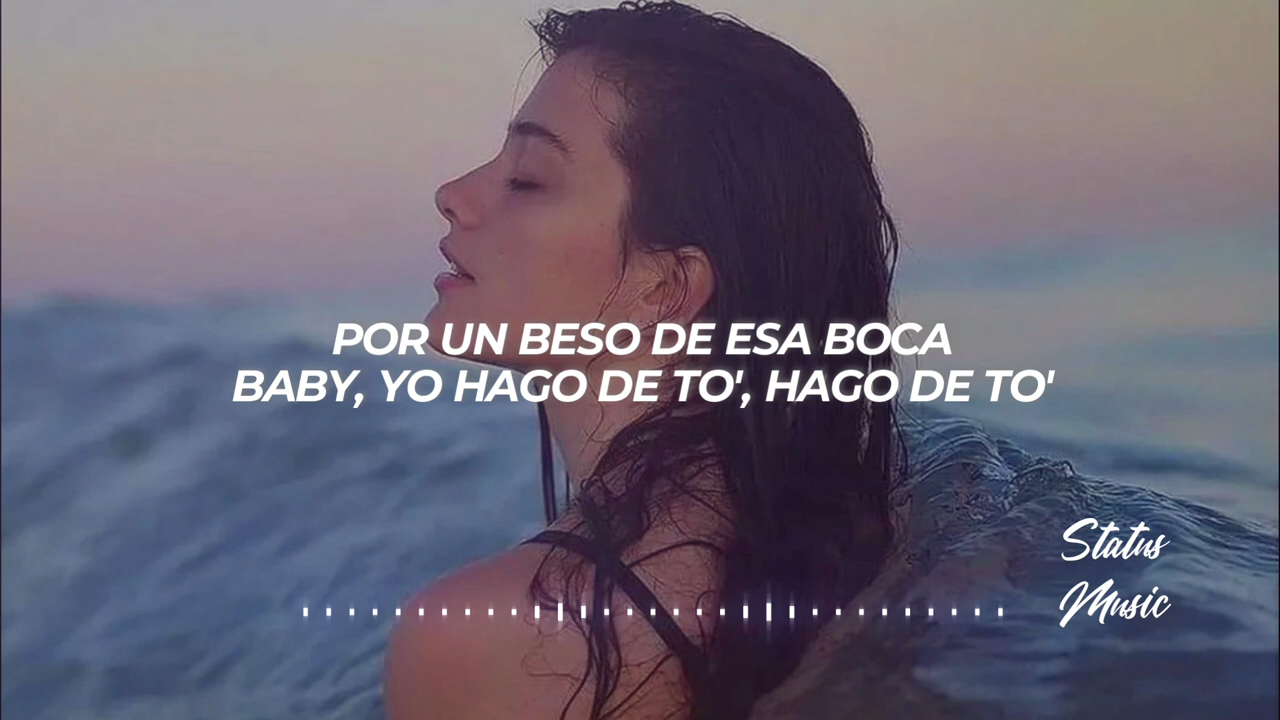 POR UN BESO DE ESA BOCA
BABY, YO HAGO DE TO', HAGO DE TO'
Status
Music